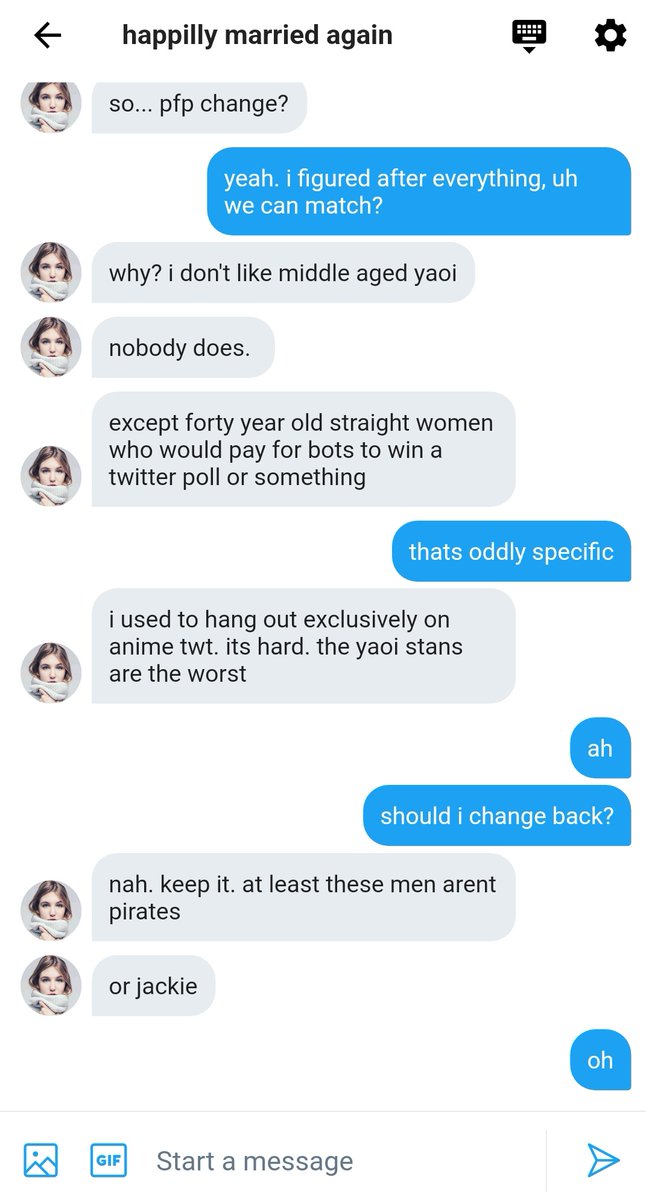 happilly married again
so... pfp change?
yeah. i figured after everything, uh
we can match?
why? i don't like middle aged yaoi
nobody does.
except forty year old straight women
who would pay for bots to win a
twitter poll or something
thats oddly specific
i used to hang out exclusively on
anime twt. its hard. the yaoi stans
are the worst
ah
should i change back?
nah. keep it. at least these men arent
pirates
or jackie
oh
GIF
Start a message